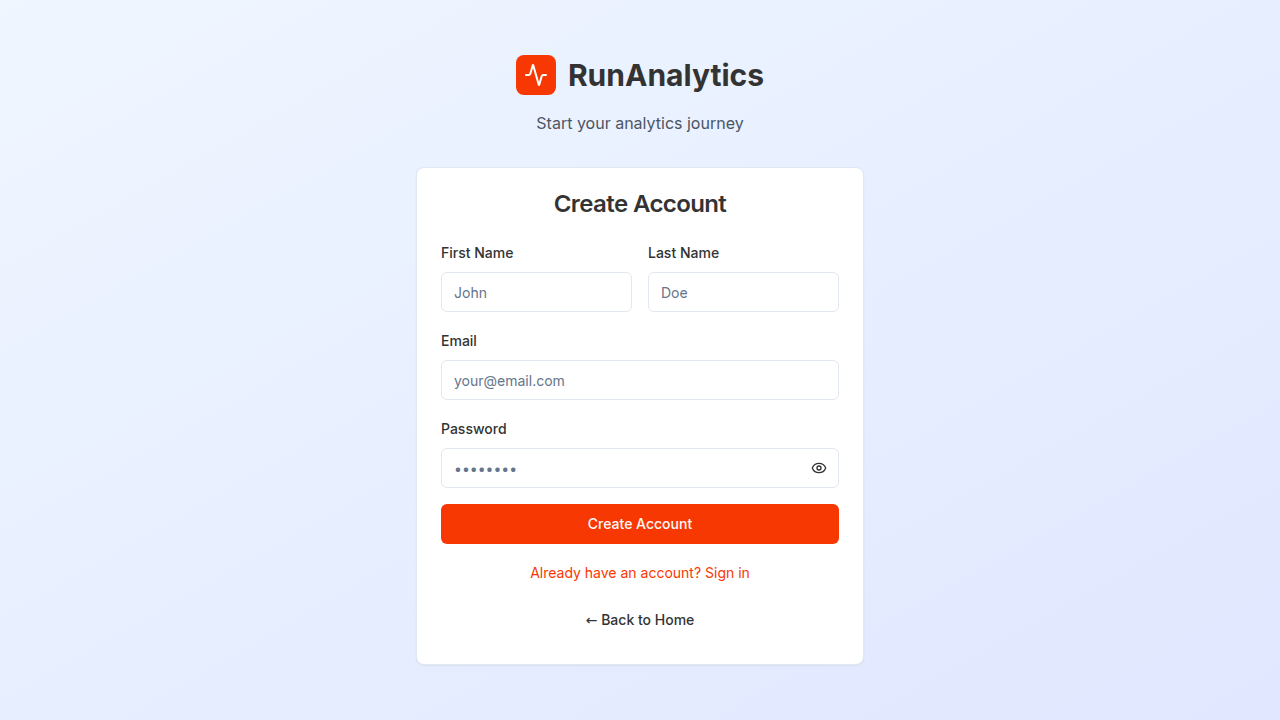 RunAnalytics
Start your analytics journey
Create Account
First Name
Last Name
John
Doe
Email
your@email.com
Password
••••••••
Create Account
Already have an account? Sign in
← Back to Home